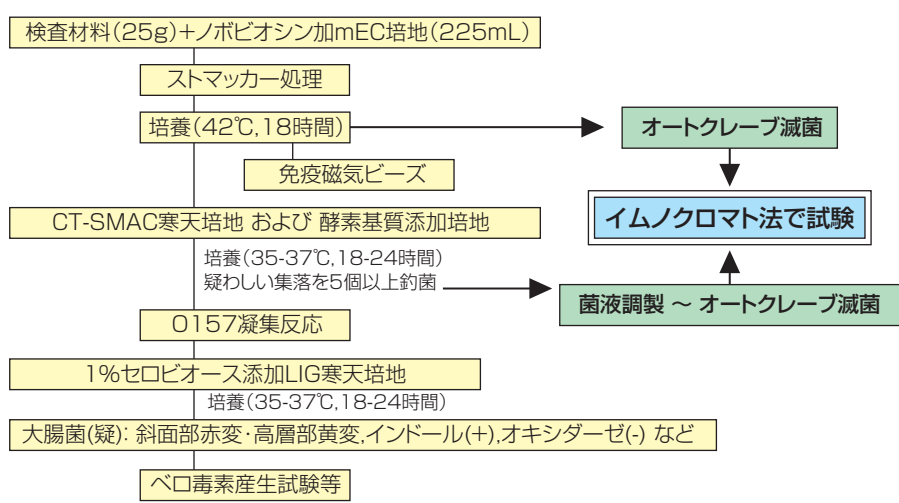 検査材料(25g)+ノボビオシン加mEC培地(225mL)
ストマッカー処理
培養(42℃,18時間)
オートクレーブ滅菌
免疫磁気ビーズ
イムノクロマト法で試験
CT-SMAC寒天培地 および 酵素基質添加培地
培養(35-37℃,18-24時間)
疑わしい集落を5個以上釣菌
菌液調製 ~ オートクレーブ滅菌
O157凝集反応
1%セロビオース添加LIG寒天培地
培養(35-37℃,18-24時間)
大腸菌(疑): 斜面部赤変・高層部黄変,インドール(+),オキシダーゼ(-) など
ベロ毒素産生試験等